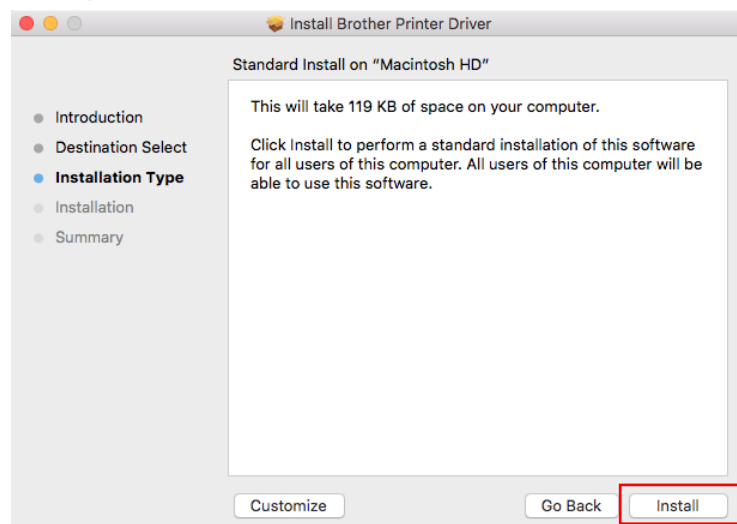 Install Brother Printer Driver
Standard Install on "Macintosh HD"
Introduction
Destination Select
Installation Type
Installation
Summary
This will take 119 KB of space on your computer.
Click Install to perform a standard installation of this software
for all users of this computer. All users of this computer will be
able to use this software.
Customize
Go Back
Install